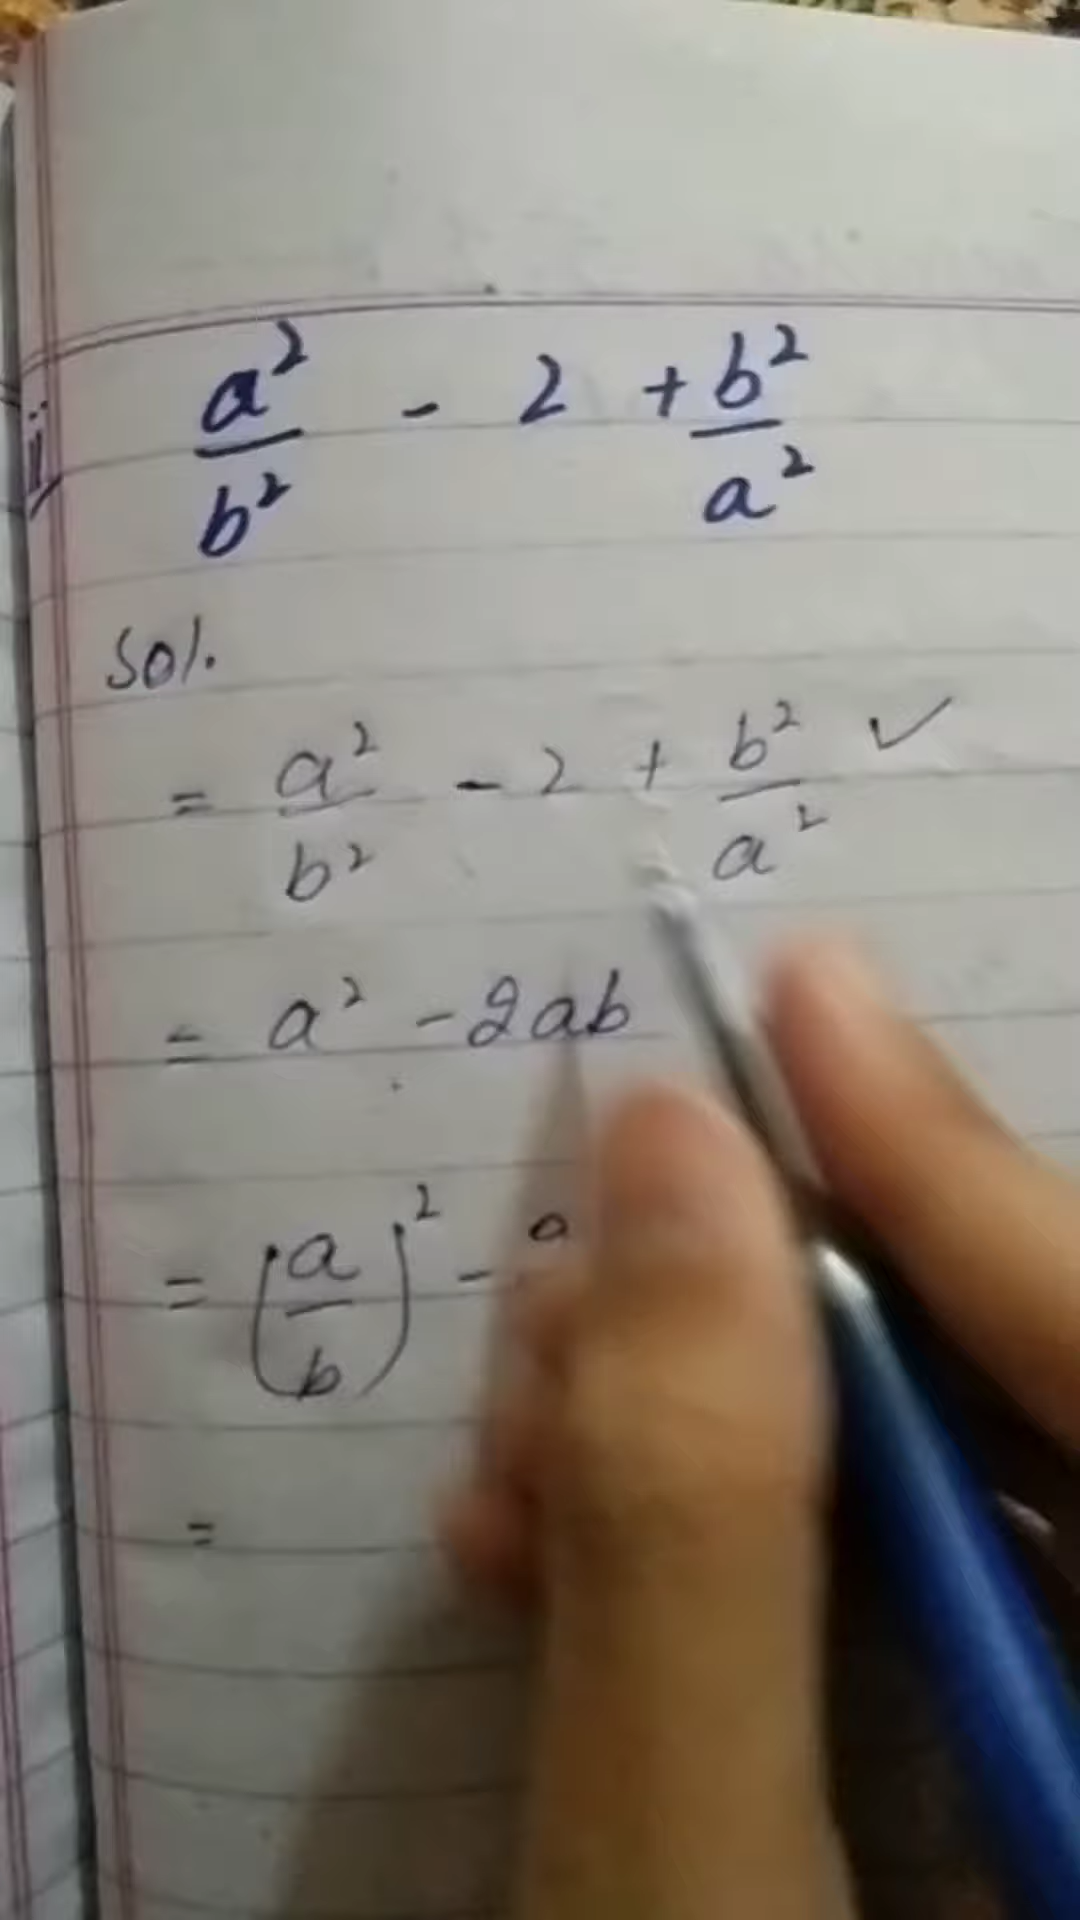 ii) a²/b² - 2 + b²/a²
Sol.
= a²/b² - 2 + b²/a² ✓
= a² - 2ab
= (a/b)² -
=